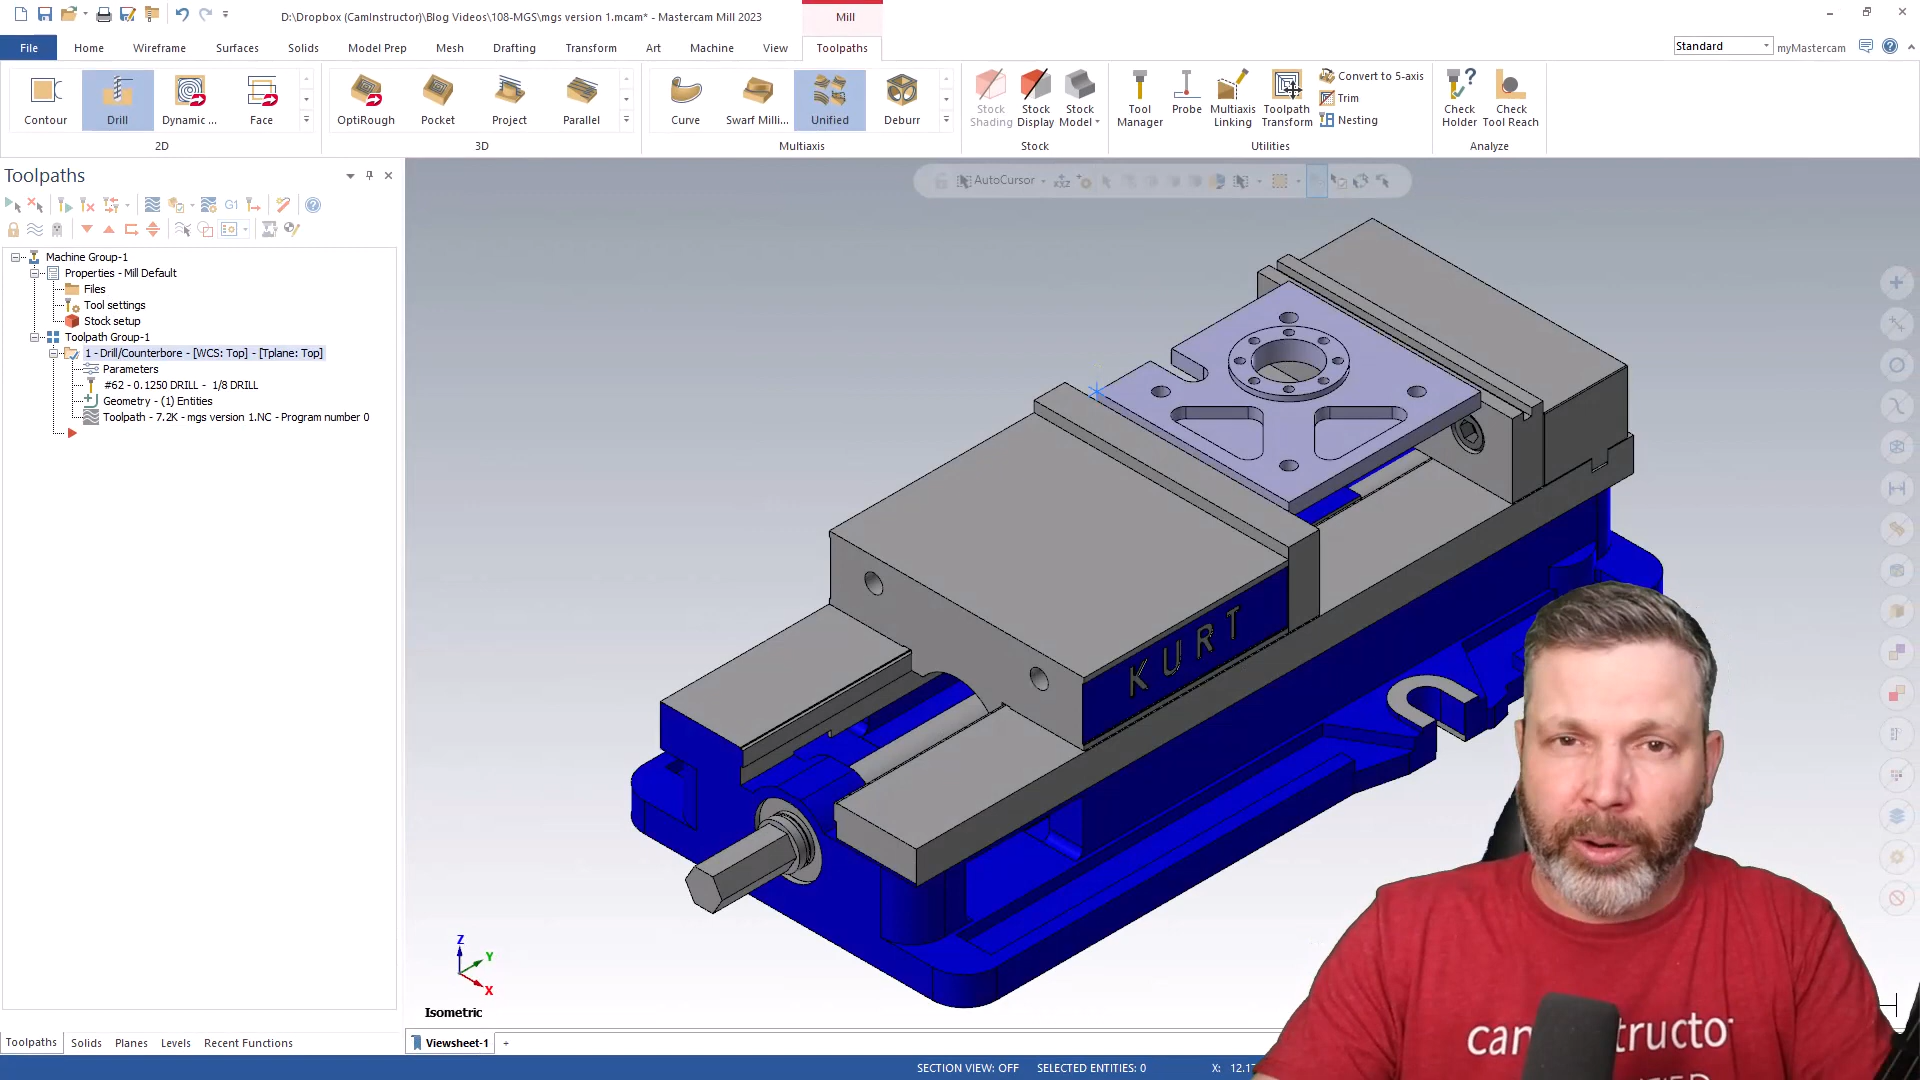 D:\Dropbox (CamInstructor)\Blog Videos\108-MGS\mgs version 1.mcam* - Mastercam Mill 2023
Mill
File Home Wireframe Surfaces Solids Model Prep Mesh Drafting Transform Art Machine View Toolpaths
Standard myMastercam
Contour Drill Dynamic ... Face
2D
OptiRough Pocket Project Parallel
3D
Curve Swarf Milli... Unified Deburr
Multiaxis
Stock Shading Stock Display Stock Model
Stock
Tool Manager Probe Multiaxis Linking Toolpath Transform
Convert to 5-axis
Trim
Nesting
Utilities
Check Holder Check Tool Reach
Analyze
Toolpaths
AutoCursor
G1
Machine Group-1
Properties - Mill Default
Files
Tool settings
Stock setup
Toolpath Group-1
1 - Drill/Counterbore - [WCS: Top] - [Tplane: Top]
Parameters
#62 - 0.1250 DRILL - 1/8 DRILL
Geometry - (1) Entities
Toolpath - 7.2K - mgs version 1.NC - Program number 0
KURT
Z
Y
X
Isometric
Toolpaths Solids Planes Levels Recent Functions
Viewsheet-1 +
SECTION VIEW: OFF SELECTED ENTITIES: 0 X: